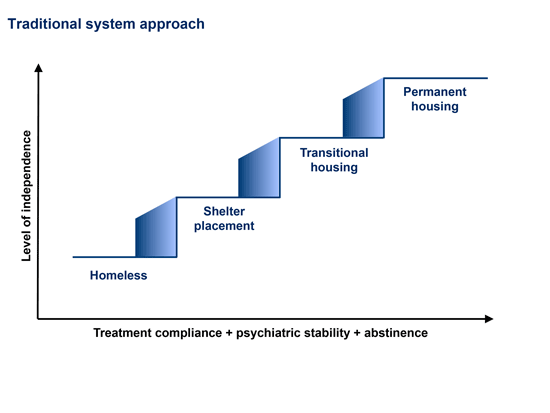 Traditional system approach
Level of independence
Permanent
housing
Transitional
housing
Shelter
placement
Homeless
Treatment compliance + psychiatric stability + abstinence